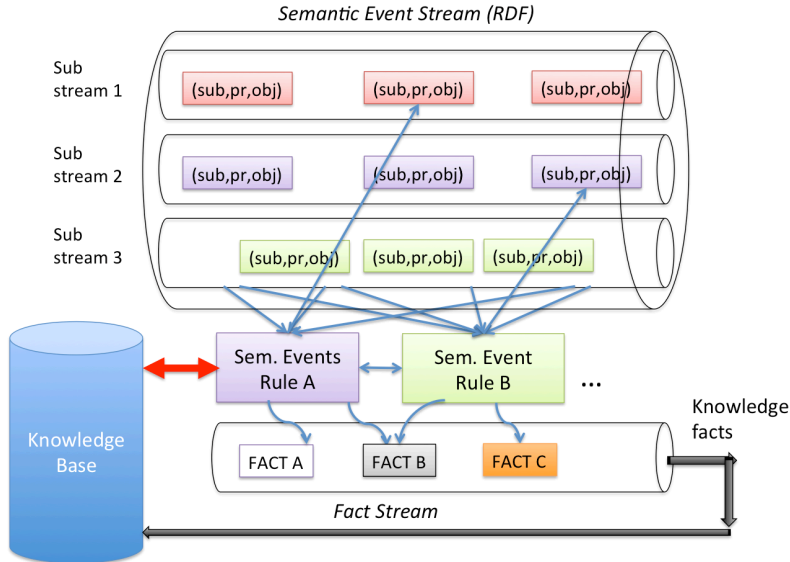 Semantic Event Stream (RDF)
Sub
stream 1
(sub,pr,obj)
(sub,pr,obj)
(sub,pr,obj)
Sub
stream 2
(sub,pr,obj)
(sub,pr,obj)
(sub,pr,obj)
Sub
stream 3
(sub,pr,obj)
(sub,pr,obj)
(sub,pr,obj)
Sem. Events
Rule A
Sem. Event
Rule B
...
Knowledge
Base
Knowledge
facts
FACT A
FACT B
FACT C
Fact Stream